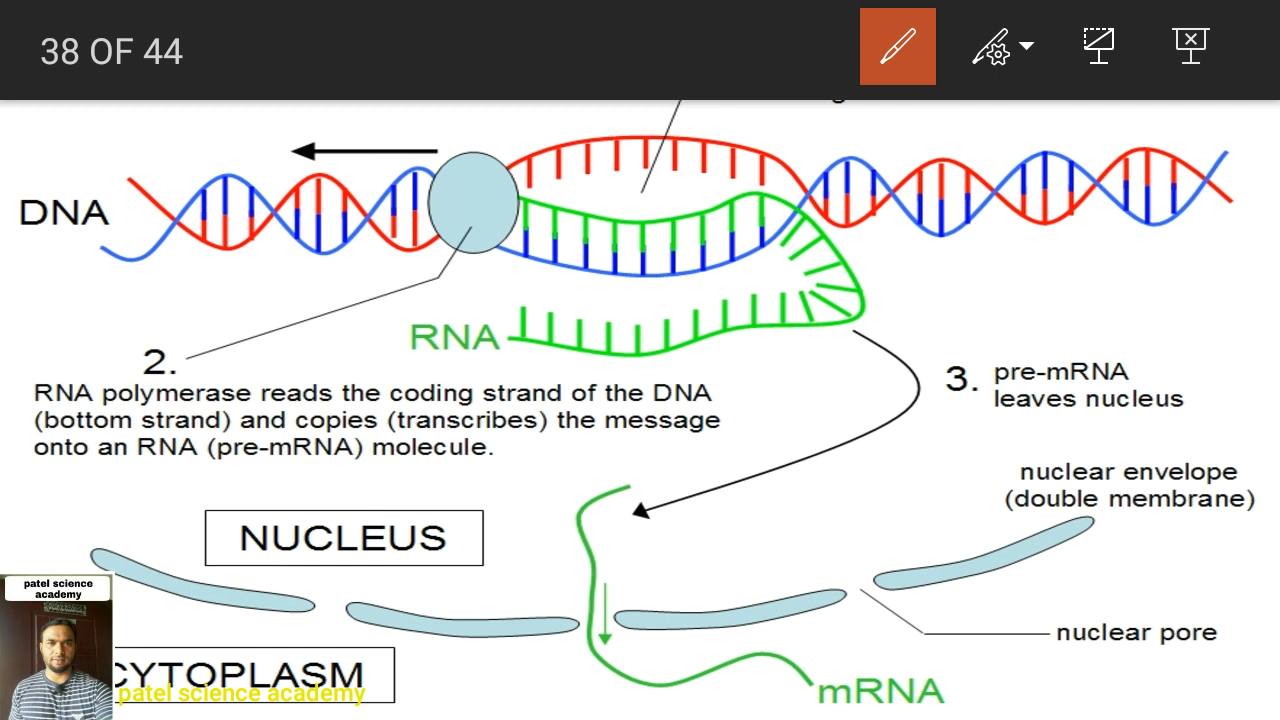 38 OF 44
DNA
RNA
2.
RNA polymerase reads the coding strand of the DNA
(bottom strand) and copies (transcribes) the message
onto an RNA (pre-mRNA) molecule.
3. pre-mRNA
leaves nucleus
nuclear envelope
(double membrane)
NUCLEUS
patel science
academy
nuclear pore
CYTOPLASM
patel science academy
mRNA